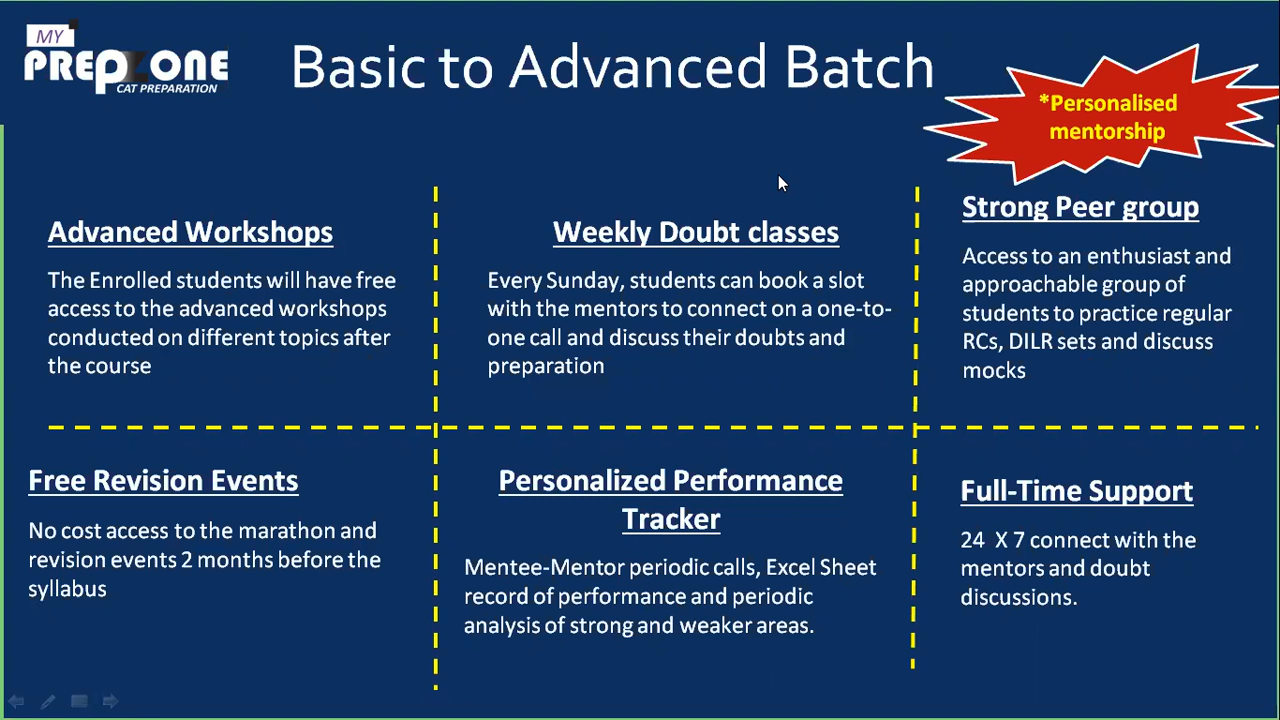 MY
PREPZONE
CAT PREPARATION
Basic to Advanced Batch
*Personalised
mentorship
Advanced Workshops
The Enrolled students will have free
access to the advanced workshops
conducted on different topics after
the course
Weekly Doubt classes
Every Sunday, students can book a slot
with the mentors to connect on a one-to-
one call and discuss their doubts and
preparation
Strong Peer group
Access to an enthusiast and
approachable group of
students to practice regular
RCs, DILR sets and discuss
mocks
Free Revision Events
No cost access to the marathon and
revision events 2 months before the
syllabus
Personalized Performance
Tracker
Mentee-Mentor periodic calls, Excel Sheet
record of performance and periodic
analysis of strong and weaker areas.
Full-Time Support
24 X 7 connect with the
mentors and doubt
discussions.